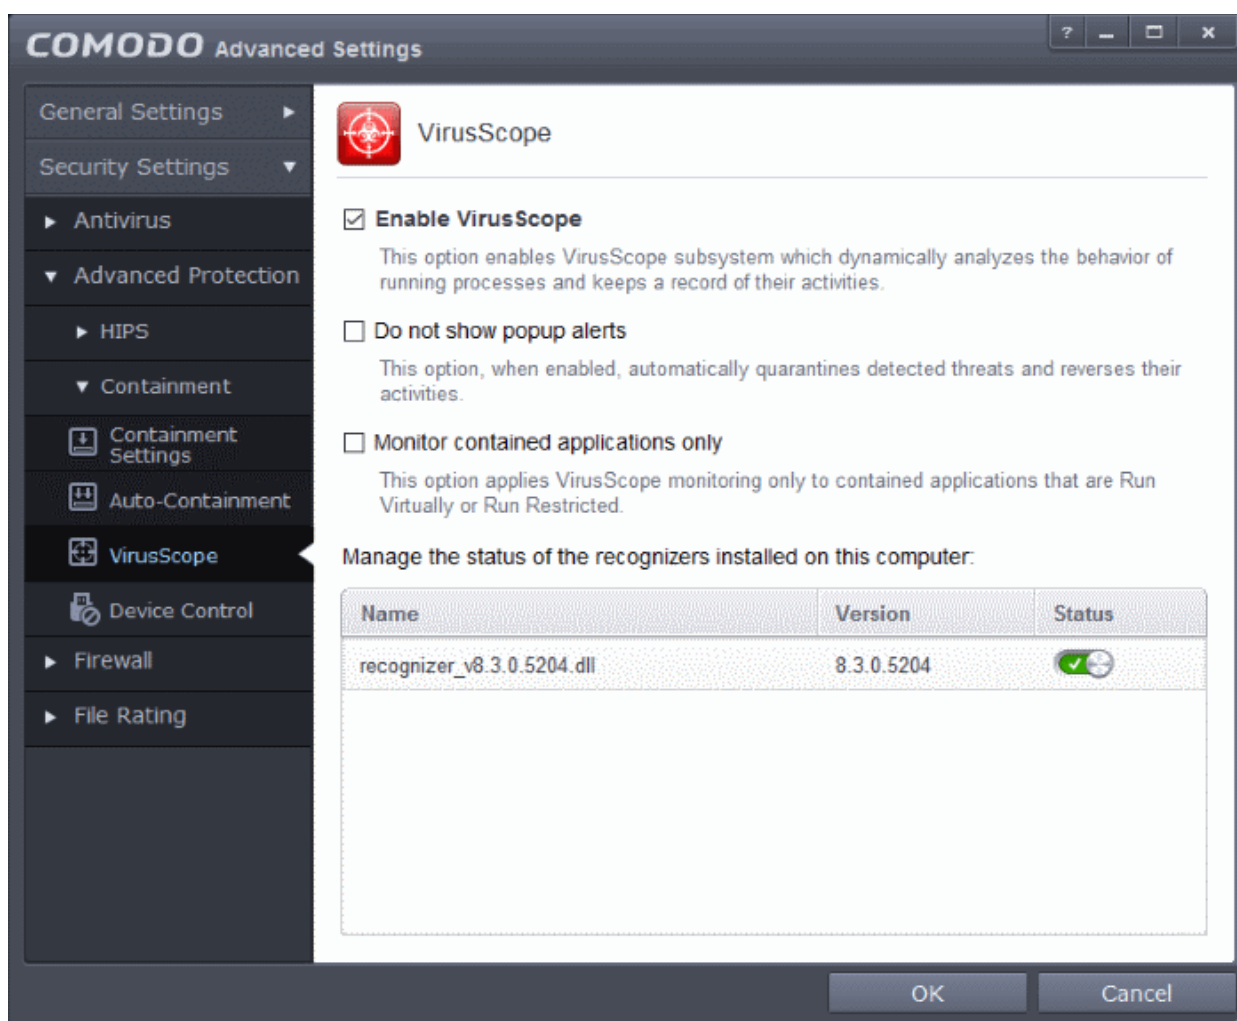 COMODO Advanced Settings
?
General Settings
Security Settings
Antivirus
Advanced Protection
HIPS
Containment
Containment
Settings
Auto-Containment
VirusScope
Device Control
Firewall
File Rating
VirusScope
Enable VirusScope
This option enables VirusScope subsystem which dynamically analyzes the behavior of
running processes and keeps a record of their activities.
Do not show popup alerts
This option, when enabled, automatically quarantines detected threats and reverses their
activities.
Monitor contained applications only
This option applies VirusScope monitoring only to contained applications that are Run
Virtually or Run Restricted.
Manage the status of the recognizers installed on this computer:
Name Version Status
recognizer_v8.3.0.5204.dll 8.3.0.5204
OK Cancel